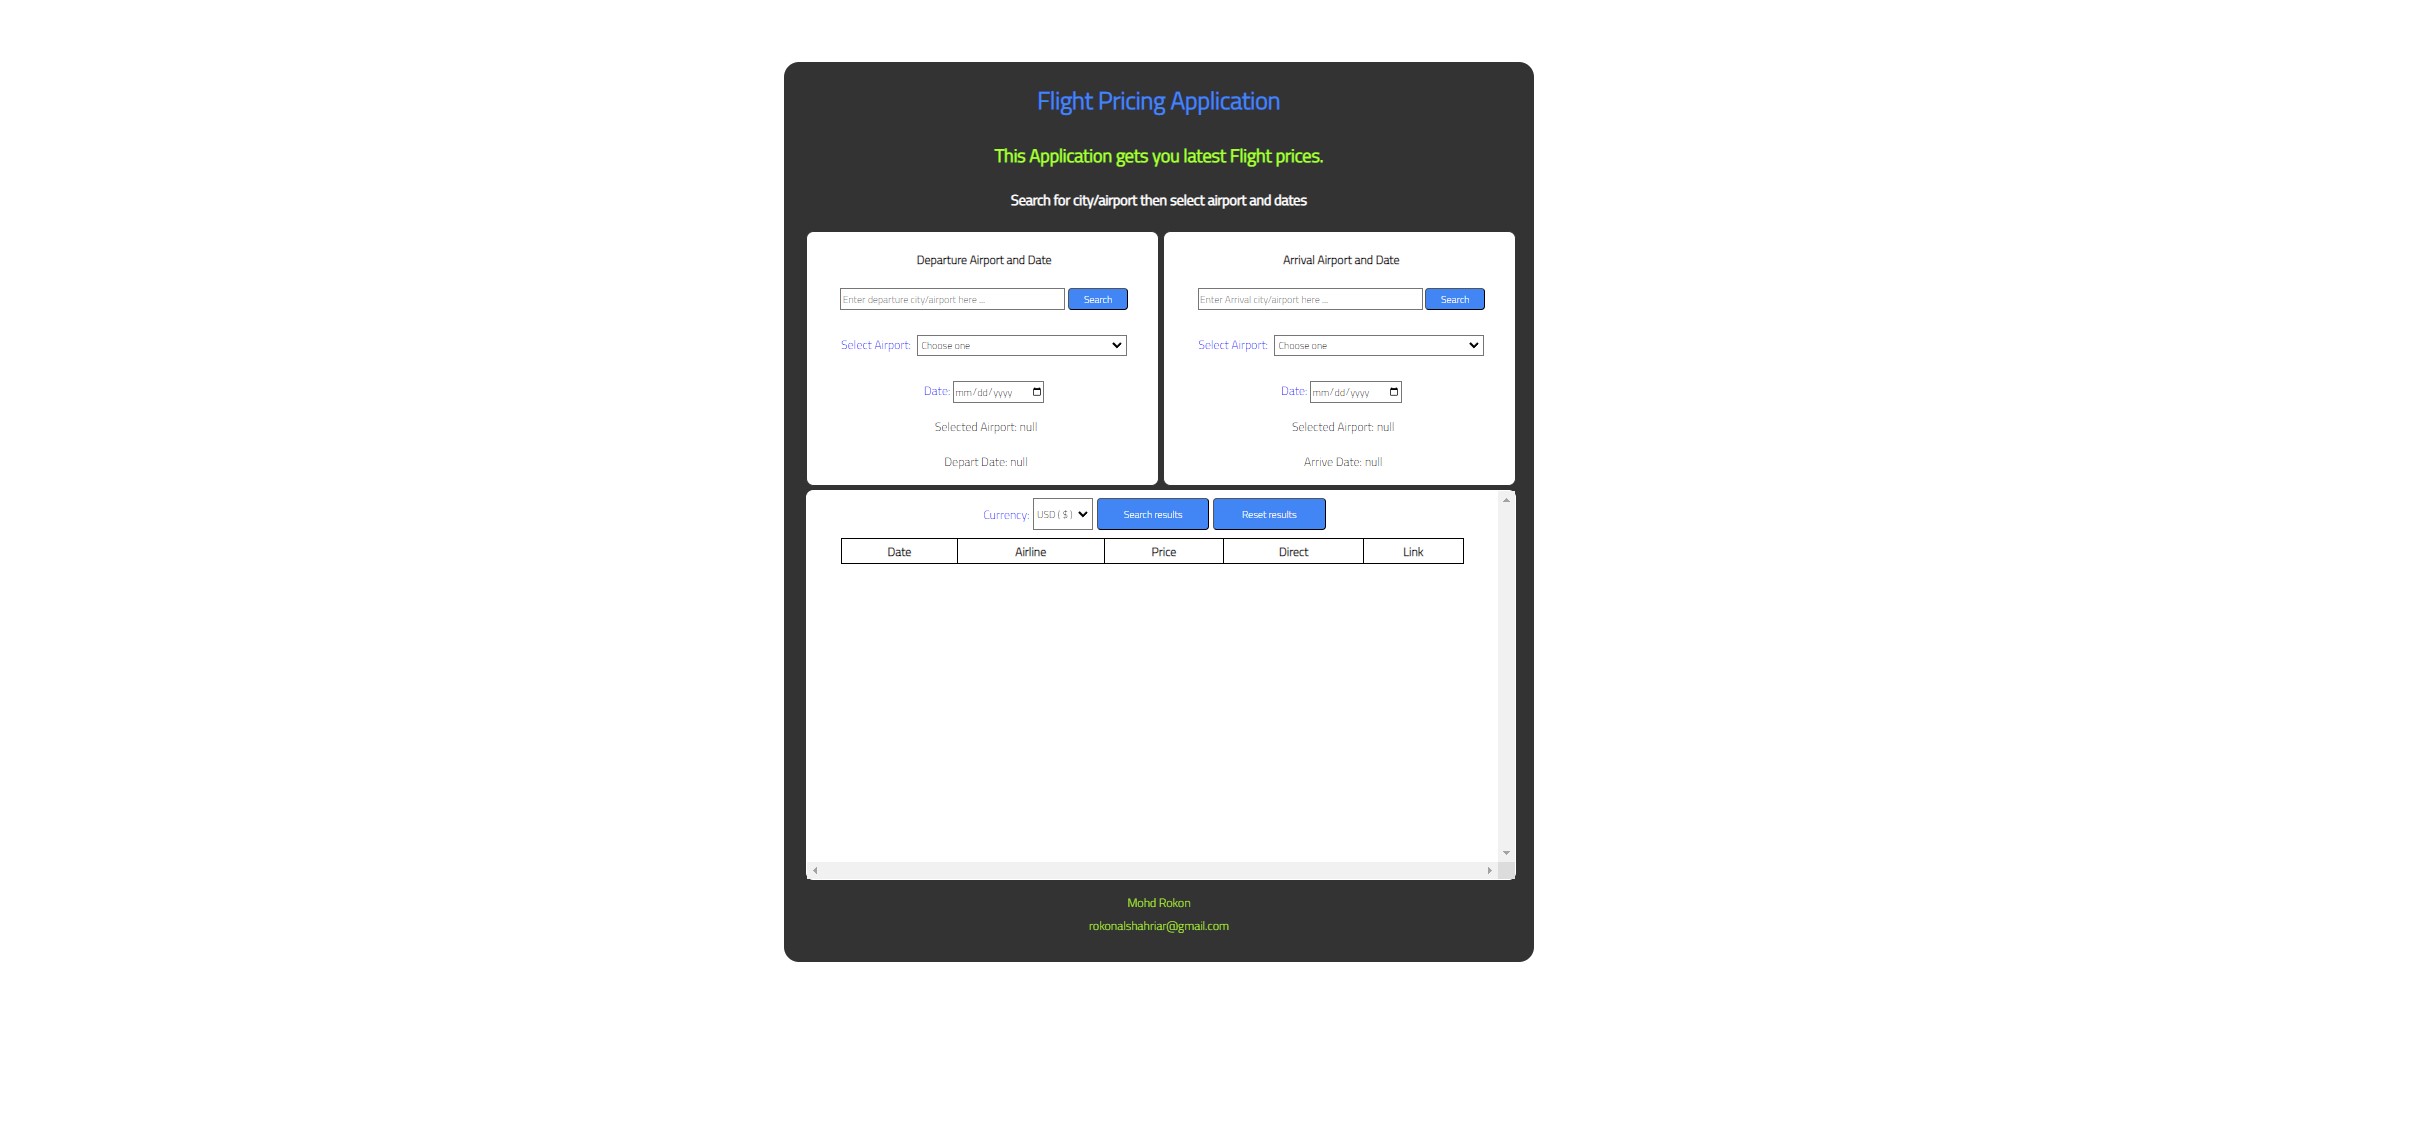 Flight Pricing Application
This Application gets you latest Flight prices.
Search for city/airport then select airport and dates
Departure Airport and Date
Enter departure city/airport here ...
Search
Select Airport:
Choose one
Date:
mm/dd/yyyy
Selected Airport: null
Depart Date: null
Arrival Airport and Date
Enter Arrival city/airport here ...
Search
Select Airport:
Choose one
Date:
mm/dd/yyyy
Selected Airport: null
Arrive Date: null
Currency: USD ( $ ) Search results Reset results
Date Airline Price Direct Link
Mohd Rokon
rokonalshahriar@gmail.com